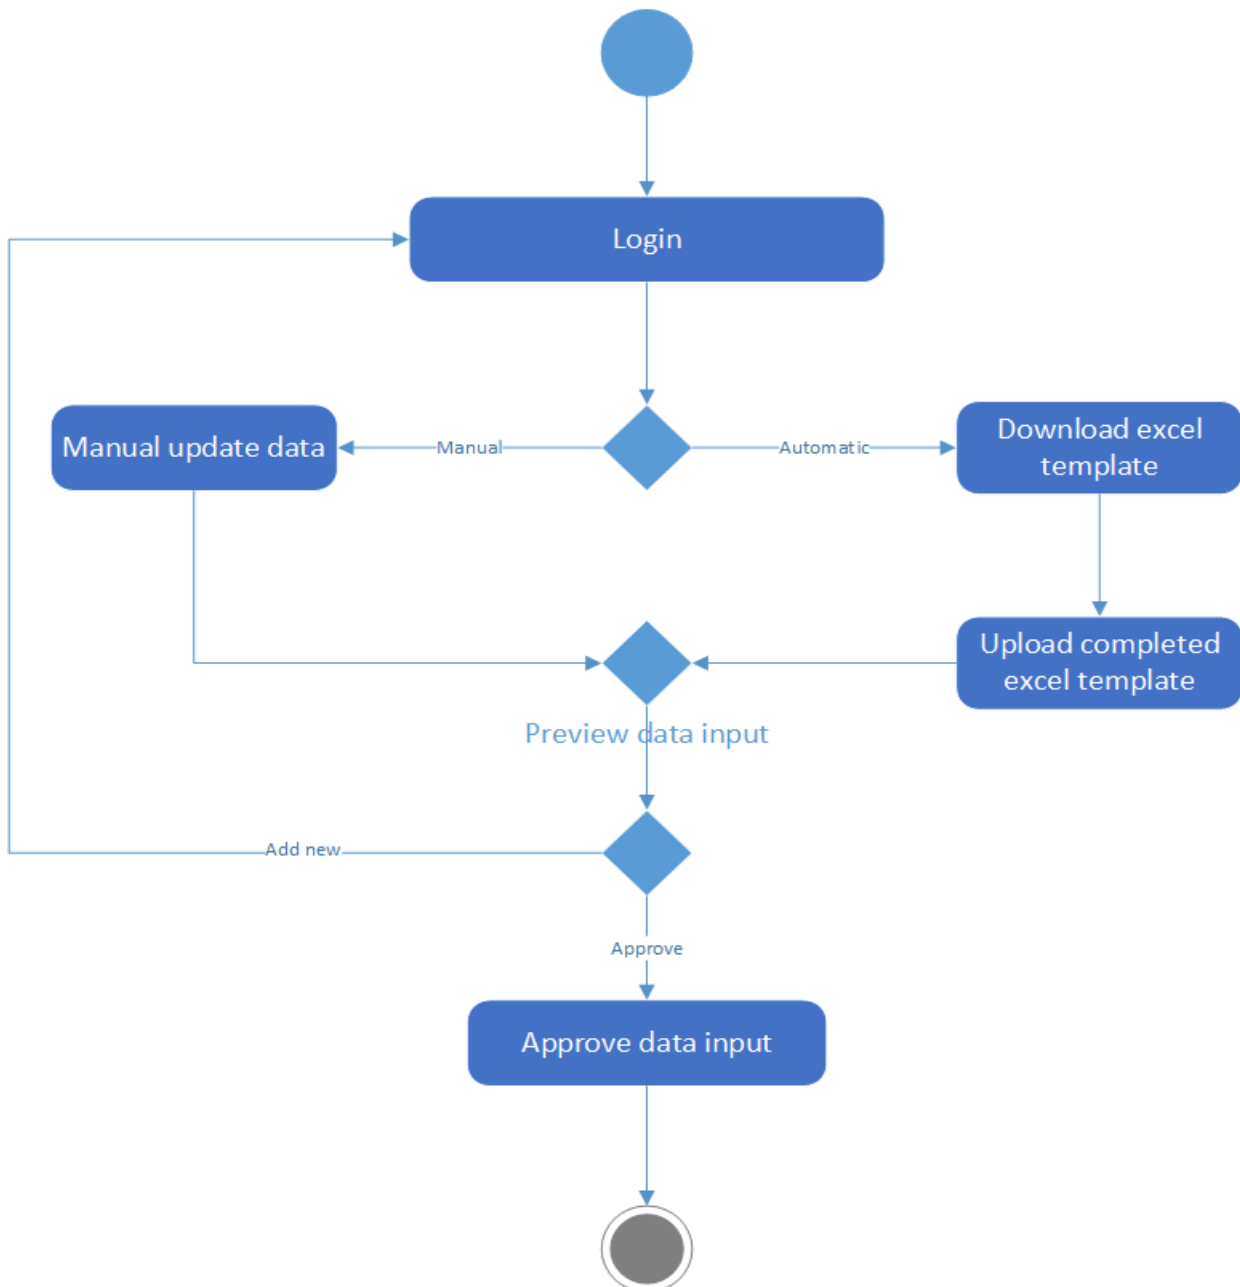 Login
Manual update data
Manual
Automatic
Download excel
template
Upload completed
excel template
Preview data input
Add new
Approve
Approve data input